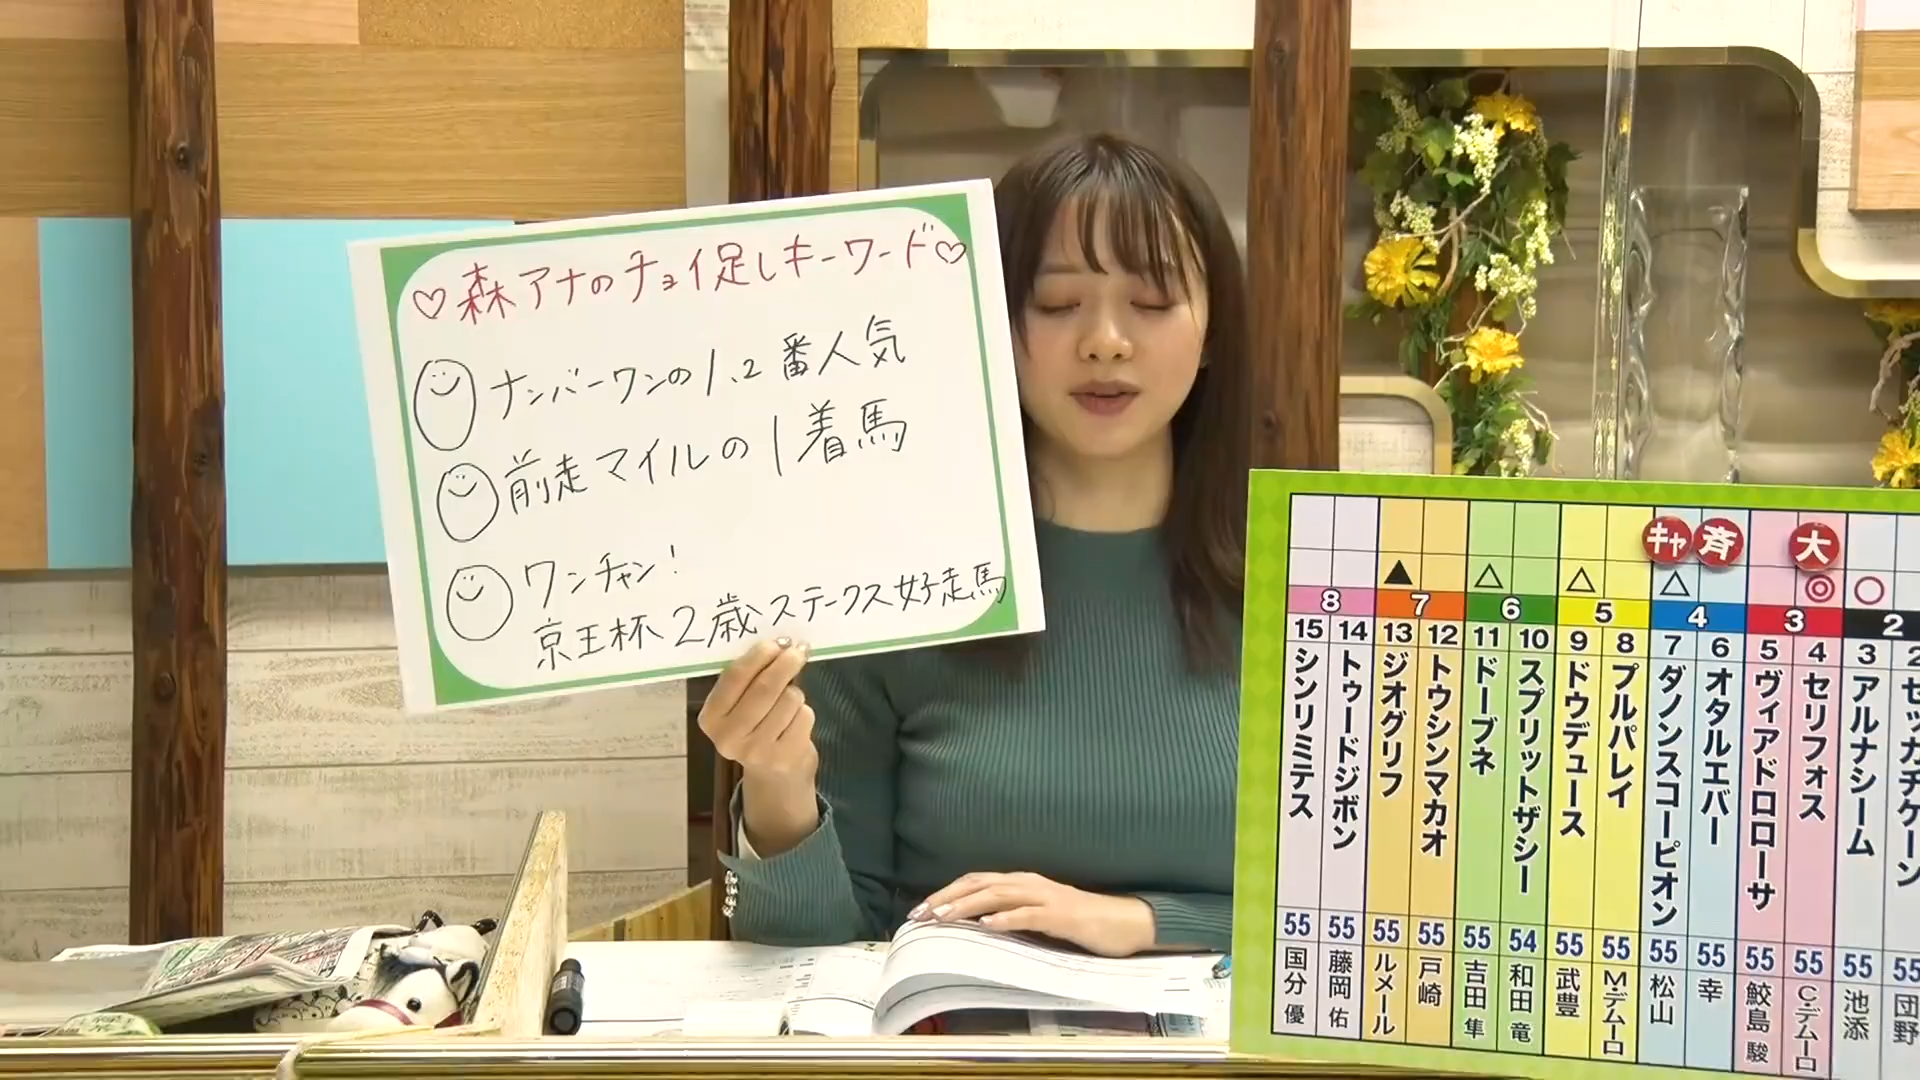 ♡森アナのチョイ足しキーワード♡
ナンバーワンの1、2番人気
前走マイルの1着馬
ワンチャン！
京王杯2歳ステークス好走馬
キャ 斉 大
▲ △ △ △ ◎ ○
8 7 6 5 4 3 2
15 14 13 12 11 10 9 8 7 6 5 4 3 2
シンリミテス
トゥードジボン
ジオグリフ
トウシンマカオ
ドーブネ
スプリットザシー
ドウデュース
プルパレイ
ダノンスコーピオン
オタルエバー
ヴィアドロローサ
セリフォス
アルナシーム
セッカチケーン
55 55 55 55 55 54 55 55 55 55 55 55 55 55
国分優
藤岡佑
ルメール
戸崎
吉田隼
和田竜
武豊
M・デムーロ
松山
幸
鮫島駿
C・デムーロ
池添
団野